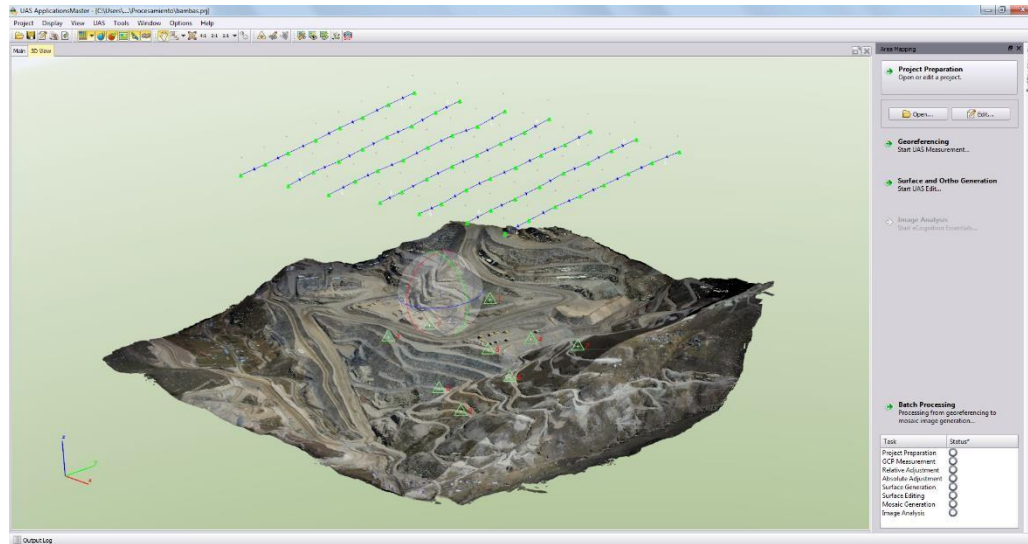 UAS ApplicationsMaster - [C:\Users\...\Procesamiento\bambas.prj]
Project Display View UAS Tools Window Options Help
Main 3D View
Area Mapping
Project Preparation
Open or edit a project.
Open... Edit...
Georeferencing
Start UAS Measurement...
Surface and Ortho Generation
Start UAS Edit...
Image Analysis
Start eCognition Essentials...
Batch Processing
Processing from georeferencing to
mosaic image generation...
Task Status*
Project Preparation
GCP Measurement
Relative Adjustment
Absolute Adjustment
Surface Generation
Surface Editing
Mosaic Generation
Image Analysis
Output Log